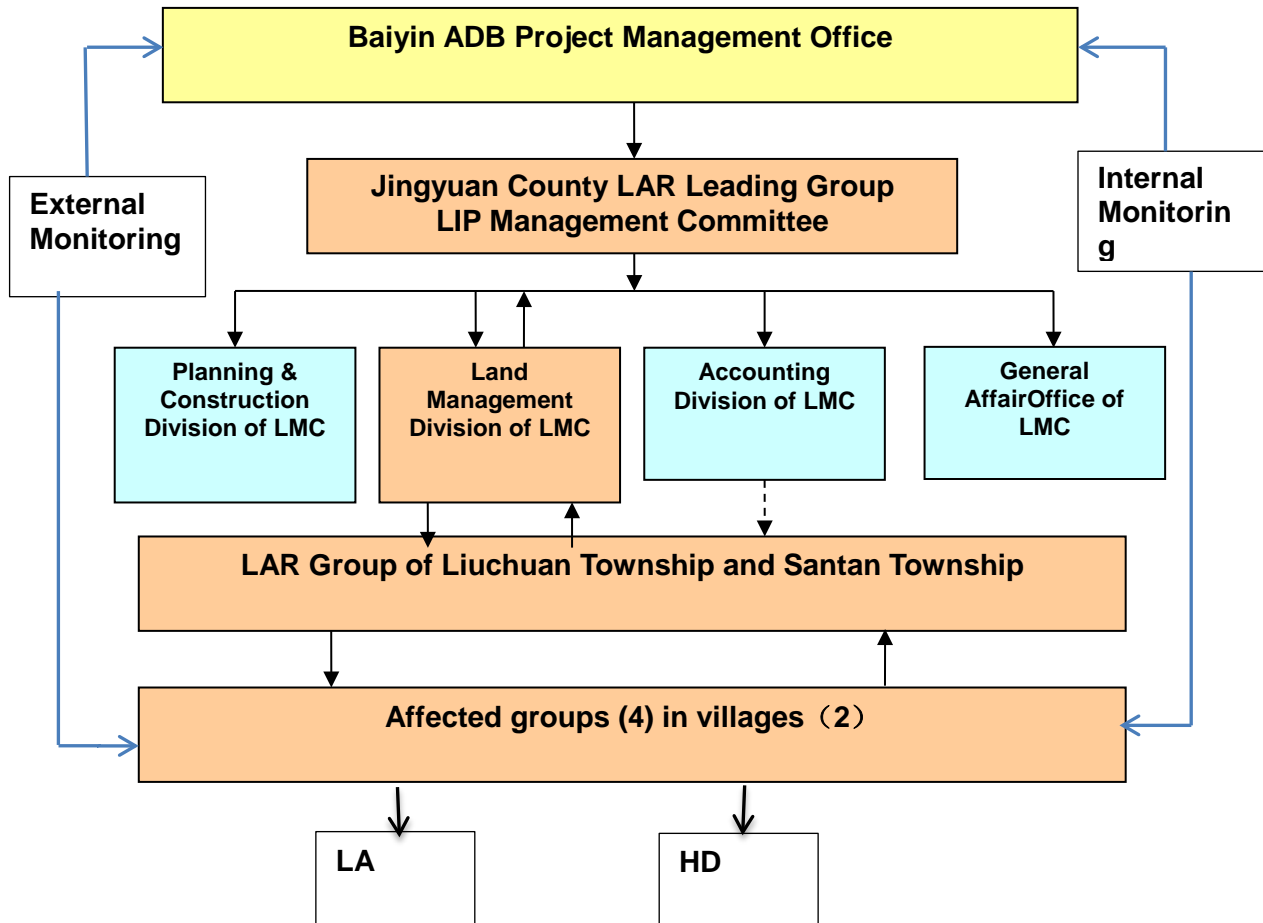 Baiyin ADB Project Management Office
Jingyuan County LAR Leading Group
LIP Management Committee
External
Monitoring
Internal
Monitorin
g
Planning &
Construction
Division of LMC
Land
Management
Division of LMC
Accounting
Division of LMC
General
AffairOffice of
LMC
LAR Group of Liuchuan Township and Santan Township
Affected groups (4) in villages（2）
LA
HD